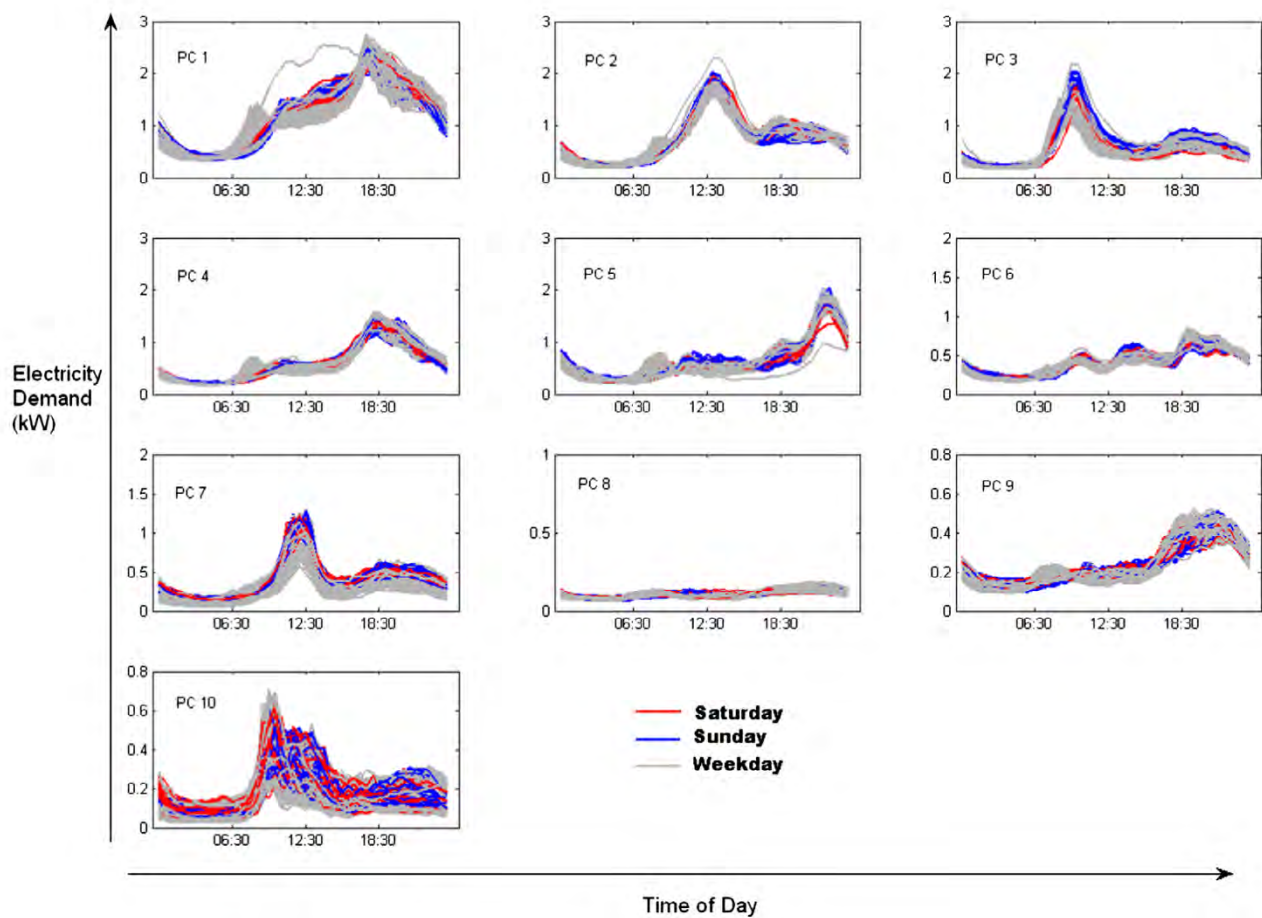 3
2
1
0
PC 1
06:30 12:30 18:30
3
2
1
0
PC 2
06:30 12:30 18:30
3
2
1
0
PC 3
06:30 12:30 18:30
3
2
1
0
PC 4
06:30 12:30 18:30
3
2
1
0
PC 5
06:30 12:30 18:30
2
1.5
1
0.5
0
PC 6
06:30 12:30 18:30
Electricity
Demand
(kW)
2
1.5
1
0.5
0
PC 7
06:30 12:30 18:30
1
0.5
0
PC 8
06:30 12:30 18:30
0.8
0.6
0.4
0.2
0
PC 9
06:30 12:30 18:30
0.8
0.6
0.4
0.2
0
PC 10
06:30 12:30 18:30
Saturday
Sunday
Weekday
Time of Day